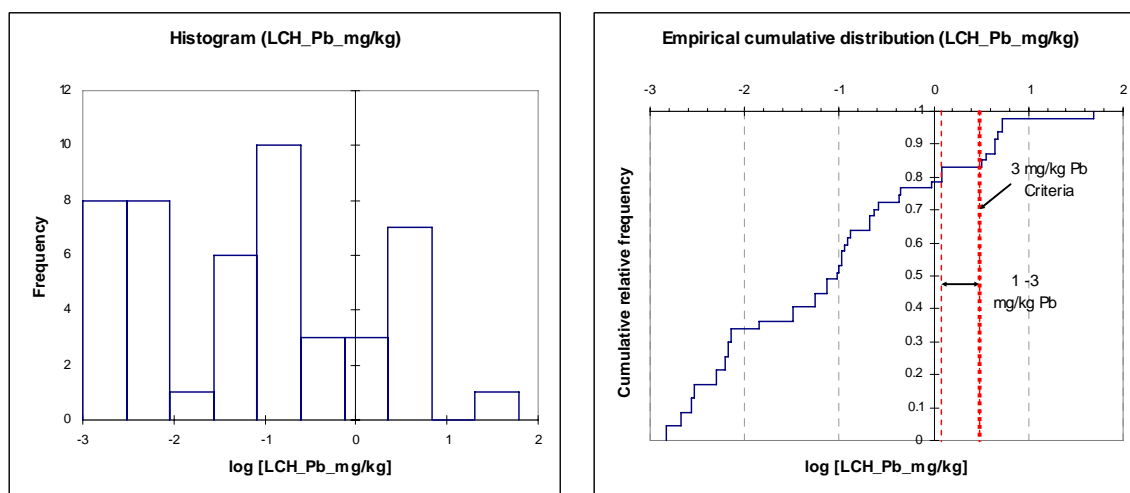 Histogram (LCH_Pb_mg/kg)
12
10
8
6
4
2
0
-3 -2 -1 0 1 2
Frequency
log [LCH_Pb_mg/kg]
Empirical cumulative distribution (LCH_Pb_mg/kg)
-3 -2 -1 0 1 2
1
0.9
0.8
0.7
0.6
0.5
0.4
0.3
0.2
0.1
0
3 mg/kg Pb
Criteria
1 -3
mg/kg Pb
Cumulative relative frequency
log [LCH_Pb_mg/kg]